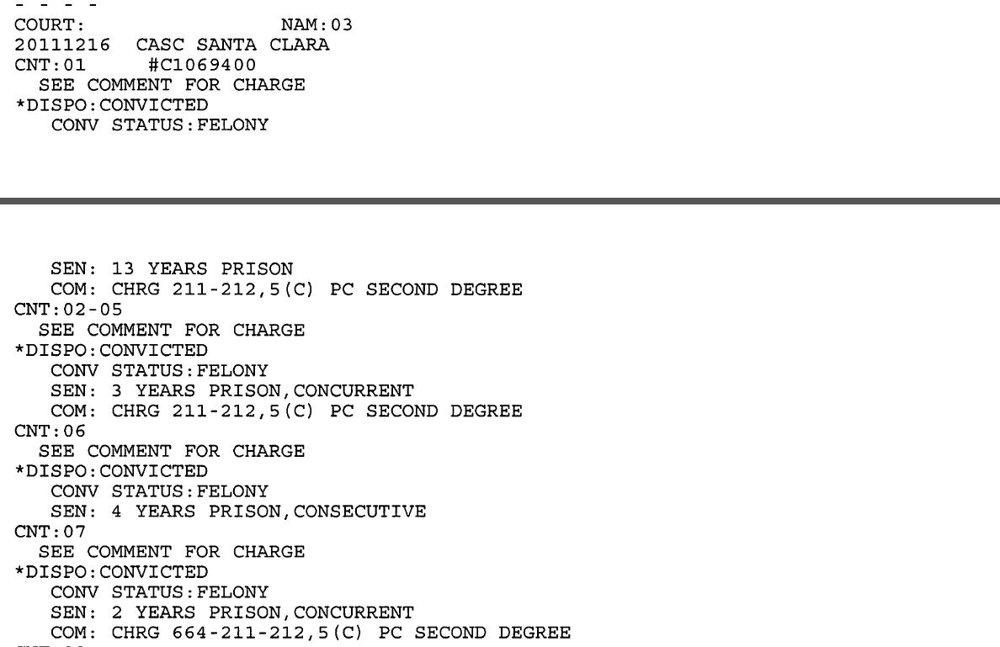 - - - -
COURT: NAM:03
20111216 CASC SANTA CLARA
CNT:01 #C1069400
SEE COMMENT FOR CHARGE
*DISPO:CONVICTED
CONV STATUS:FELONY
SEN: 13 YEARS PRISON
COM: CHRG 211-212,5(C) PC SECOND DEGREE
CNT:02-05
SEE COMMENT FOR CHARGE
*DISPO:CONVICTED
CONV STATUS:FELONY
SEN: 3 YEARS PRISON,CONCURRENT
COM: CHRG 211-212,5(C) PC SECOND DEGREE
CNT:06
SEE COMMENT FOR CHARGE
*DISPO:CONVICTED
CONV STATUS:FELONY
SEN: 4 YEARS PRISON,CONSECUTIVE
CNT:07
SEE COMMENT FOR CHARGE
*DISPO:CONVICTED
CONV STATUS:FELONY
SEN: 2 YEARS PRISON,CONCURRENT
COM: CHRG 664-211-212,5(C) PC SECOND DEGREE